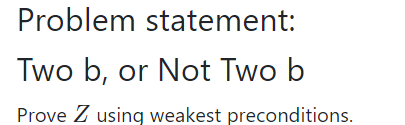 Problem statement:
Two b, or Not Two b
Prove Z using weakest preconditions.